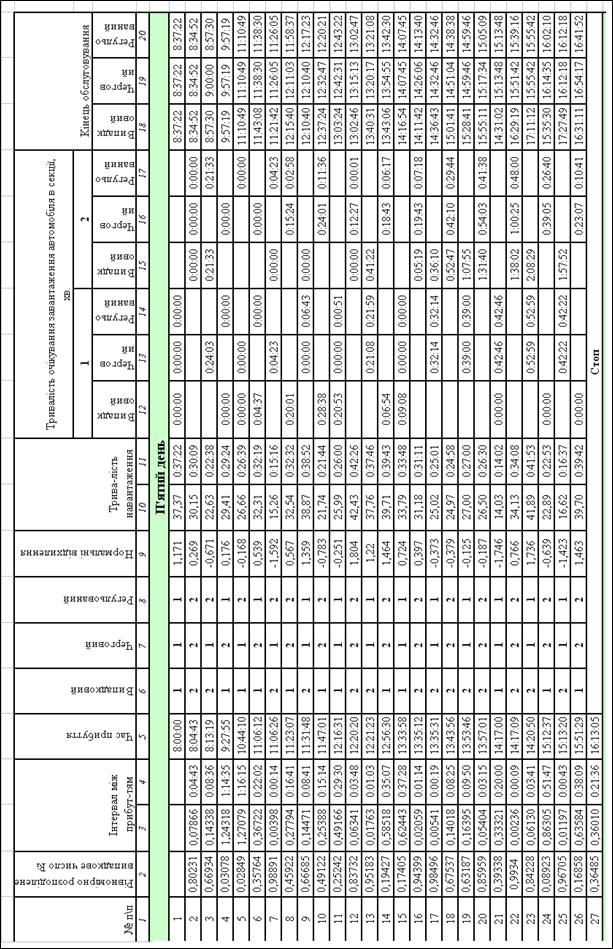 № п\п Рівномірно розподілене випадкове число Ri Інтервал між прибут-тям Час прибуття Випадковий Черговий Регульований Нормальні відхилення Трива-лість навантаження Тривалість очікування завантаження автомобіля в секції, хв. Кінець обслуговування
1 2
Випадк овий Чергов ий Регульо ваний Випадк овий Чергов ий Регульо ваний Випадк овий Чергов ий Регульо ваний
1 2 3 4 5 6 7 8 9 10 11 12 13 14 15 16 17 18 19 20
П'ятий день
1 8:00:00 1 1 1 1,171 37,37 0:37:22 0:00:00 0:00:00 0:00:00 8:37:22 8:37:22 8:37:22
2 0,80231 0,07866 0:04:43 8:04:43 2 2 2 0,269 30,15 0:30:09 0:00:00 0:00:00 0:00:00 8:34:52 8:34:52 8:34:52
3 0,66934 0,14338 0:08:36 8:13:19 2 1 2 -0,671 22,63 0:22:38 0:24:03 0:21:33 0:21:33 8:57:30 9:00:00 8:57:30
4 0,03078 1,24318 1:14:35 9:27:55 1 2 1 0,176 29,41 0:29:24 0:00:00 0:00:00 0:00:00 9:57:19 9:57:19 9:57:19
5 0,02849 1,27079 1:16:15 10:44:10 1 1 2 -0,168 26,66 0:26:39 0:00:00 0:00:00 0:00:00 11:10:49 11:10:49 11:10:49
6 0,35764 0,36722 0:22:02 11:06:12 1 2 1 0,539 32,31 0:32:19 0:04:37 0:00:00 0:00:00 11:43:08 11:38:30 11:38:30
7 0,98891 0,00398 0:00:14 11:06:26 2 1 2 -1,592 15,26 0:15:16 0:04:23 0:00:00 0:04:23 11:21:42 11:26:05 11:26:05
8 0,45922 0,27794 0:16:41 11:23:07 1 2 2 0,567 32,54 0:32:32 0:20:01 0:15:24 0:02:58 12:15:40 12:11:03 11:58:37
9 0,66685 0,14471 0:08:41 11:31:48 2 1 1 1,359 38,87 0:38:52 0:00:00 0:06:43 0:00:00 12:10:40 12:10:40 12:17:23
10 0,49122 0,25388 0:15:14 11:47:01 1 2 2 -0,783 21,74 0:21:44 0:28:38 0:24:01 0:11:36 12:37:24 12:32:47 12:20:21
11 0,25242 0,49166 0:29:30 12:16:31 1 1 1 -0,251 25,99 0:26:00 0:20:53 0:00:00 0:00:51 13:03:24 12:42:31 12:43:22
12 0,83732 0,06341 0:03:48 12:20:20 2 2 2 1,804 42,43 0:42:26 0:00:00 0:12:27 0:00:01 13:02:46 13:15:13 13:02:47
13 0,95183 0,01763 0:01:03 12:21:23 2 1 1 1,22 37,76 0:37:46 0:21:08 0:21:59 0:41:22 13:40:31 13:20:17 13:21:08
14 0,19427 0,58518 0:35:07 12:56:30 1 2 2 1,464 39,71 0:39:43 0:06:54 0:18:43 0:06:17 13:43:06 13:54:55 13:42:30
15 0,17405 0,62443 0:37:28 13:33:58 1 1 1 0,724 33,79 0:33:48 0:09:08 0:00:00 0:00:00 14:16:54 14:07:45 14:07:45
16 0,94399 0,02059 0:01:14 13:35:12 2 2 2 0,397 31,18 0:31:11 0:05:19 0:19:43 0:07:18 14:11:42 14:26:06 14:13:40
17 0,98496 0,00541 0:00:19 13:35:31 2 1 1 -0,373 25,02 0:25:01 0:32:14 0:32:14 0:36:10 14:36:43 14:32:46 14:32:46
18 0,67537 0,14018 0:08:25 13:43:56 2 2 2 -0,379 24,97 0:24:58 0:52:47 0:42:10 0:29:44 15:01:41 14:51:04 14:38:38
19 0,63187 0,16395 0:09:50 13:53:46 2 1 1 -0,125 27,00 0:27:00 0:39:00 0:39:00 1:07:55 15:28:41 14:59:46 14:59:46
20 0,85959 0,05404 0:03:15 13:57:01 2 2 2 -0,187 26,50 0:26:30 1:31:40 0:54:03 0:41:38 15:55:11 15:17:34 15:05:09
21 0,39338 0,33321 0:20:00 14:17:00 1 1 1 -1,746 14,03 0:14:02 0:00:00 0:42:46 0:42:46 14:31:02 15:13:48 15:13:48
22 0,9934 0,00236 0:00:09 14:17:09 2 2 2 0,766 34,13 0:34:08 1:38:02 1:00:25 0:48:00 16:29:19 15:51:42 15:39:16
23 0,84228 0,06130 0:03:41 14:20:50 2 1 1 1,736 41,89 0:41:53 0:52:59 0:52:59 2:08:29 17:11:12 15:55:42 15:55:42
24 0,08923 0,86305 0:51:47 15:12:37 1 2 2 -0,639 22,89 0:22:53 0:00:00 0:39:05 0:26:40 15:35:30 16:14:35 16:02:10
25 0,96705 0,01197 0:00:43 15:13:20 2 1 1 -1,423 16,62 0:16:37 0:42:22 0:42:22 1:57:52 17:27:49 16:12:18 16:12:18
26 0,16858 0,63584 0:38:09 15:51:29 1 2 2 1,463 39,70 0:39:42 0:00:00 0:23:07 0:10:41 16:31:11 16:54:17 16:41:52
27 0,36485 0,36010 0:21:36 16:13:05 Стоп